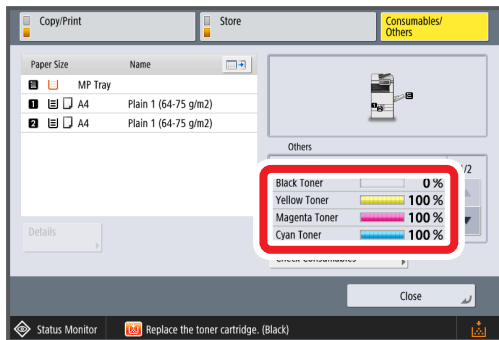 Copy/Print
Store
Consumables/
Others
Paper Size
Name
MP Tray
1
A4
Plain 1 (64-75 g/m2)
2
A4
Plain 1 (64-75 g/m2)
Others
/2
Black Toner
0 %
Yellow Toner
100 %
Magenta Toner
100 %
Cyan Toner
100 %
Details
Check Consumables
Close
Status Monitor
Replace the toner cartridge. (Black)